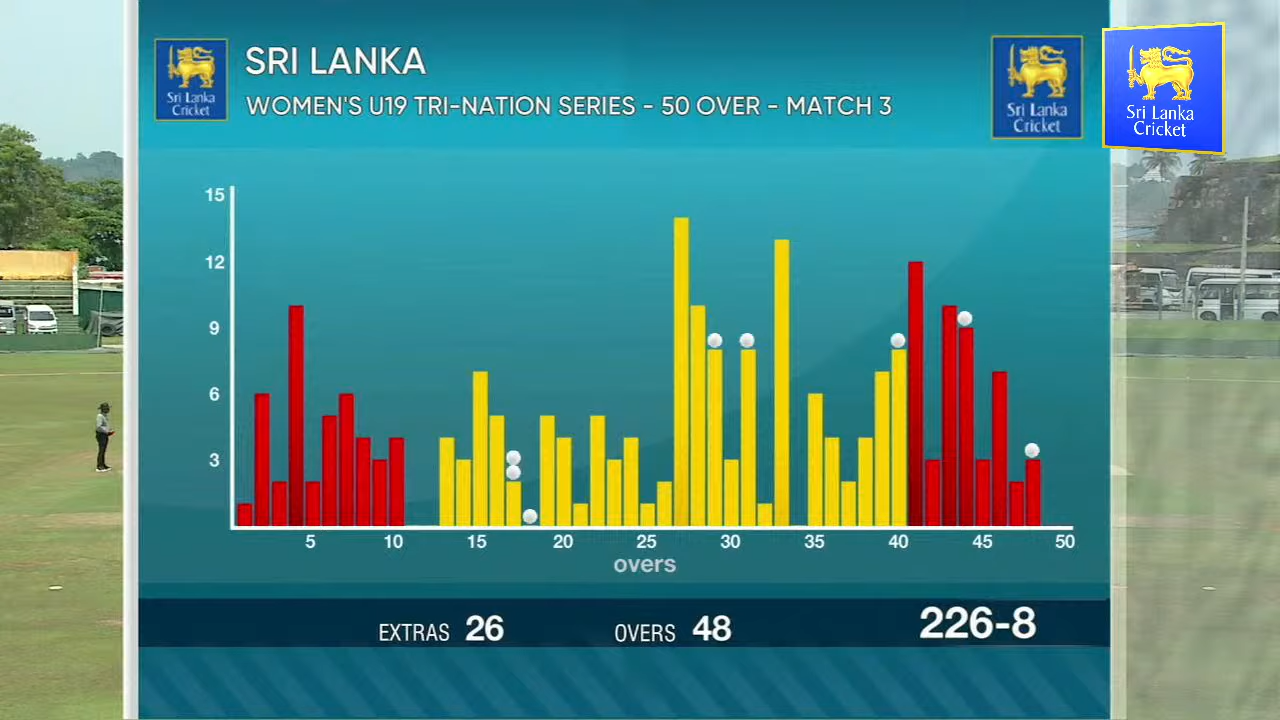 SRI LANKA
WOMEN'S U19 TRI-NATION SERIES - 50 OVER - MATCH 3
Sri Lanka
Cricket
Sri Lanka
Cricket
Sri Lanka
Cricket
15
12
9
6
3
5 10 15 20 25 30 35 40 45 50
overs
EXTRAS 26 OVERS 48 226-8